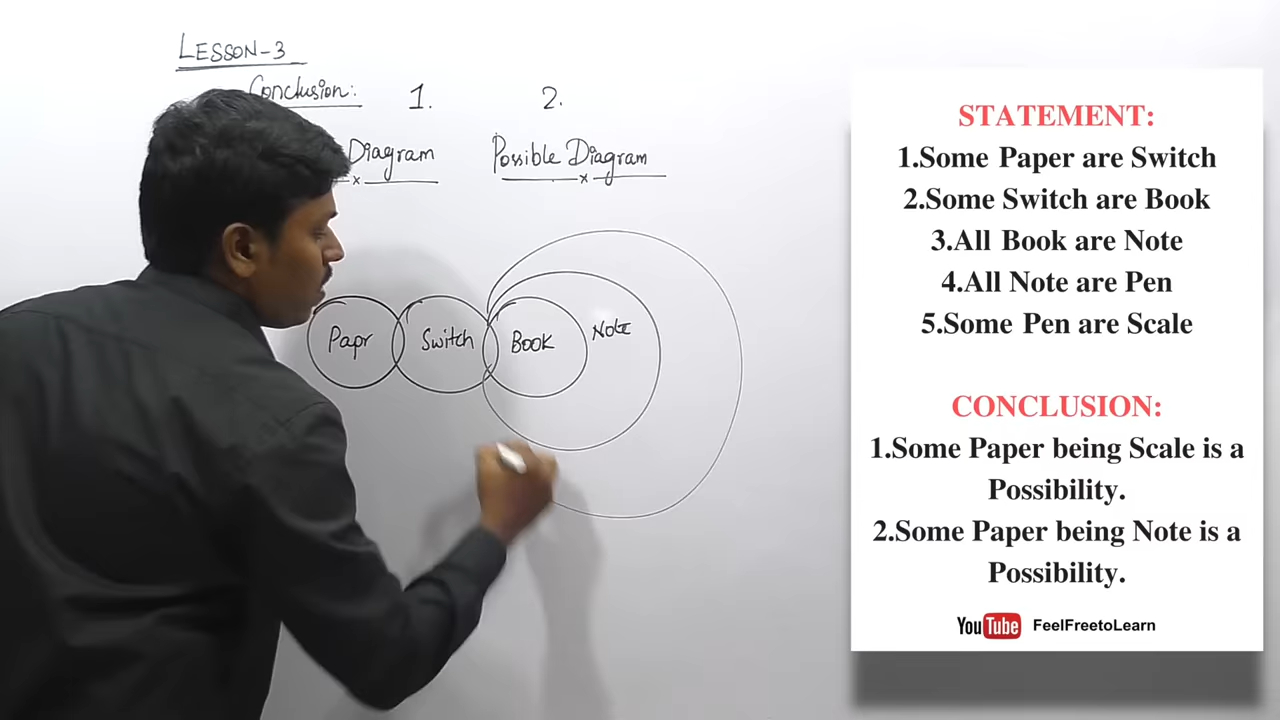 LESSON-3
Conclusion: 1. 2.
Diagram Possible Diagram
Papr Switch Book Note
STATEMENT:
1.Some Paper are Switch
2.Some Switch are Book
3.All Book are Note
4.All Note are Pen
5.Some Pen are Scale
CONCLUSION:
1.Some Paper being Scale is a
Possibility.
2.Some Paper being Note is a
Possibility.
YouTube FeelFreetoLearn